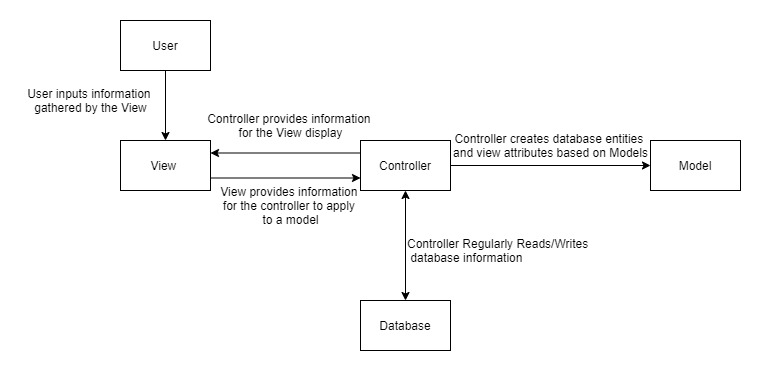 User
User inputs information
gathered by the View
Controller provides information
for the View display
Controller creates database entities
and view attributes based on Models
View
Controller
Model
View provides information
for the controller to apply
to a model
Controller Regularly Reads/Writes
database information
Database